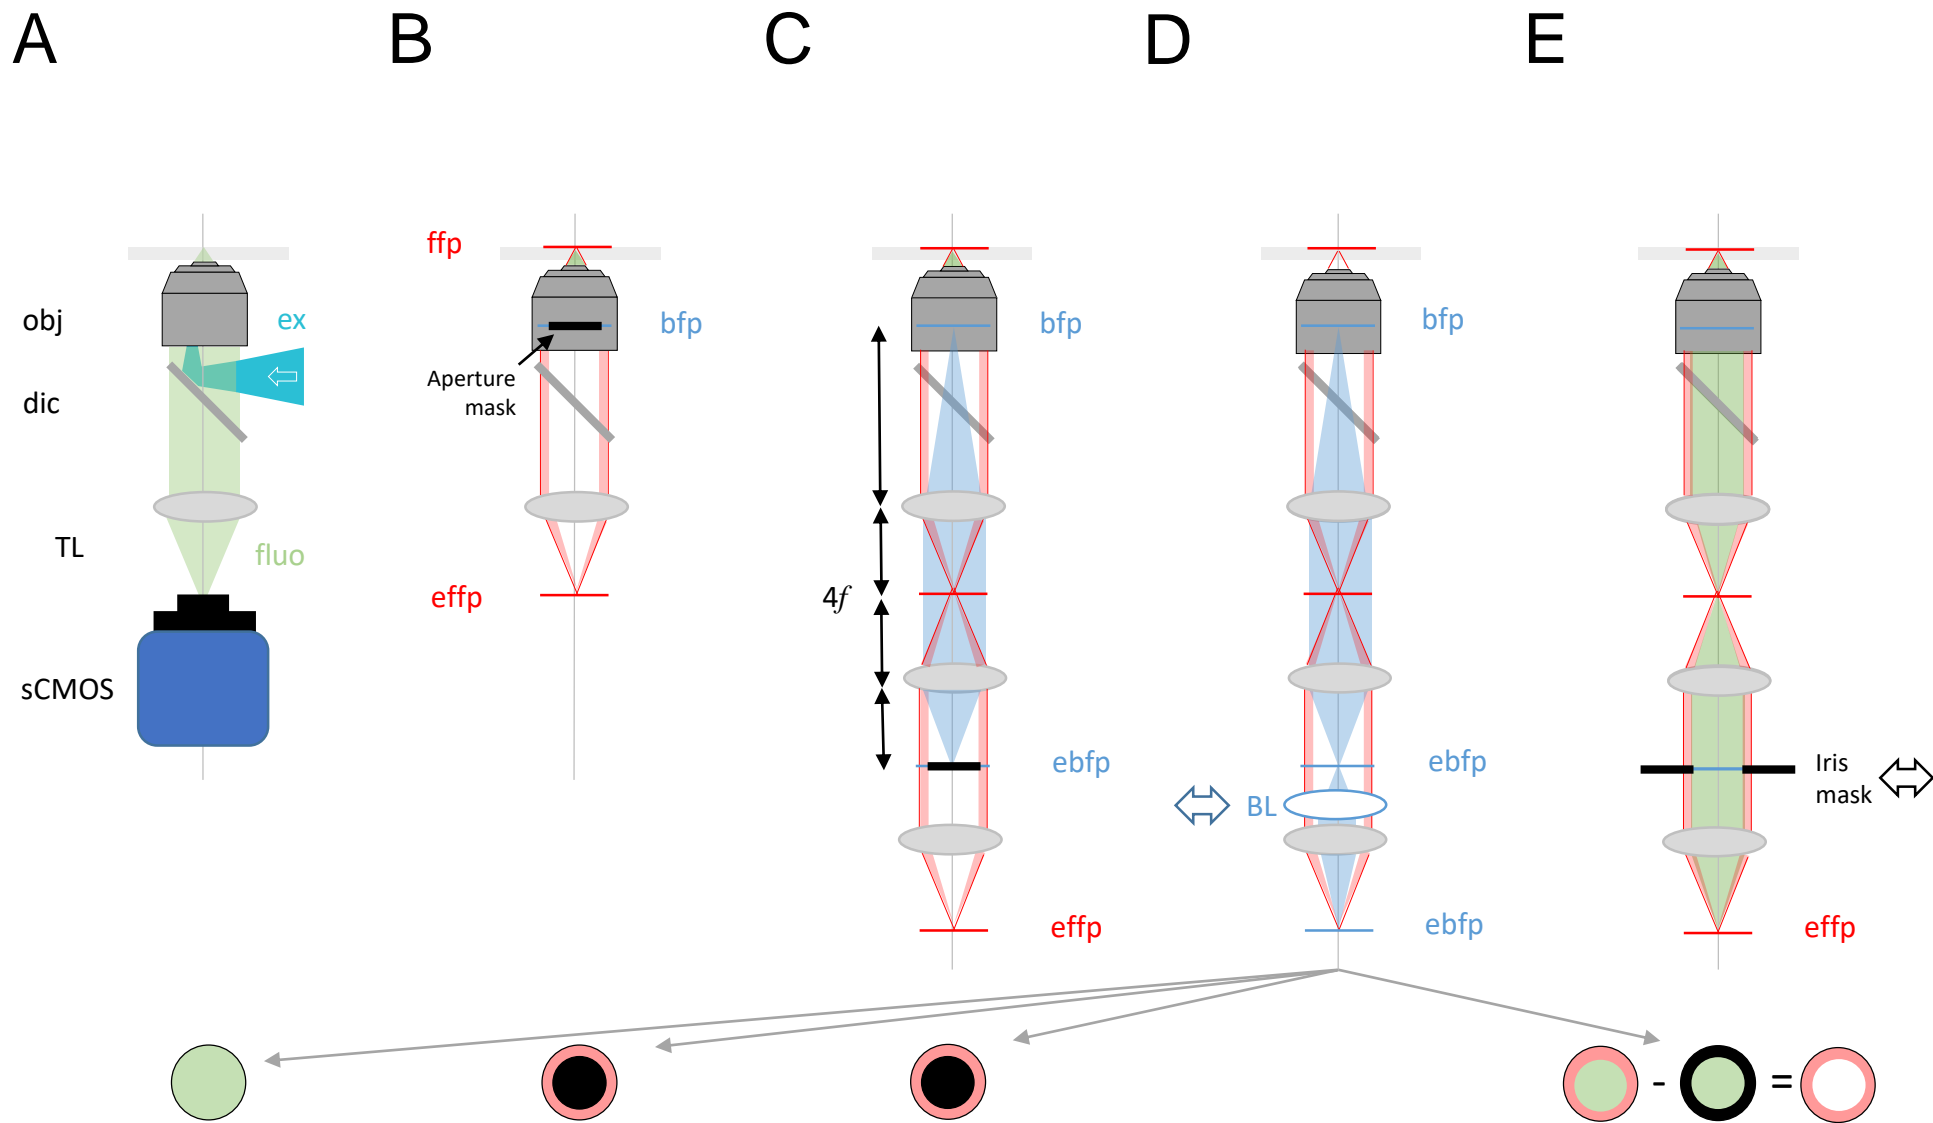 A
B
C
D
E
obj
ex
dic
TL
fluo
sCMOS
ffp
bfp
Aperture
mask
effp
bfp
4f
ebfp
effp
bfp
ebfp
BL
ebfp
Iris
mask
effp
- =